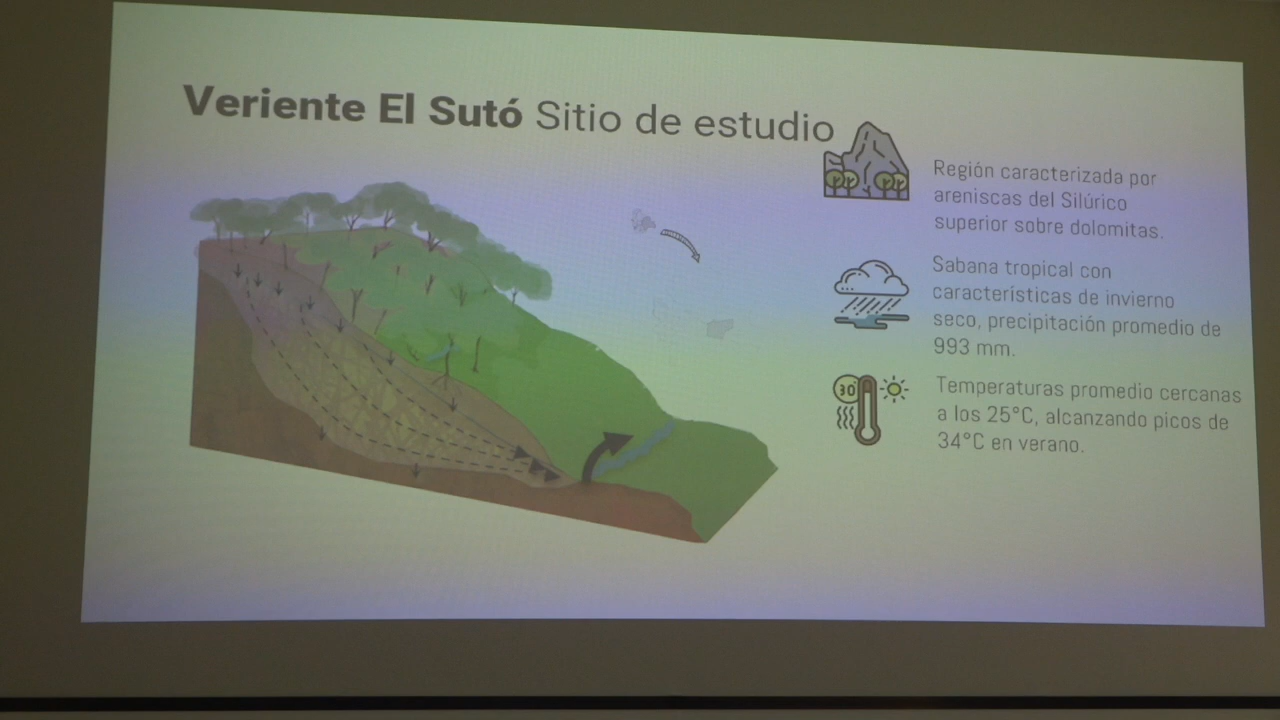 Veriente El Sutó Sitio de estudio
Región caracterizada por
areniscas del Silúrico
superior sobre dolomitas.
Sabana tropical con
características de invierno
seco, precipitación promedio de
993 mm.
30
Temperaturas promedio cercanas
a los 25°C, alcanzando picos de
34°C en verano.